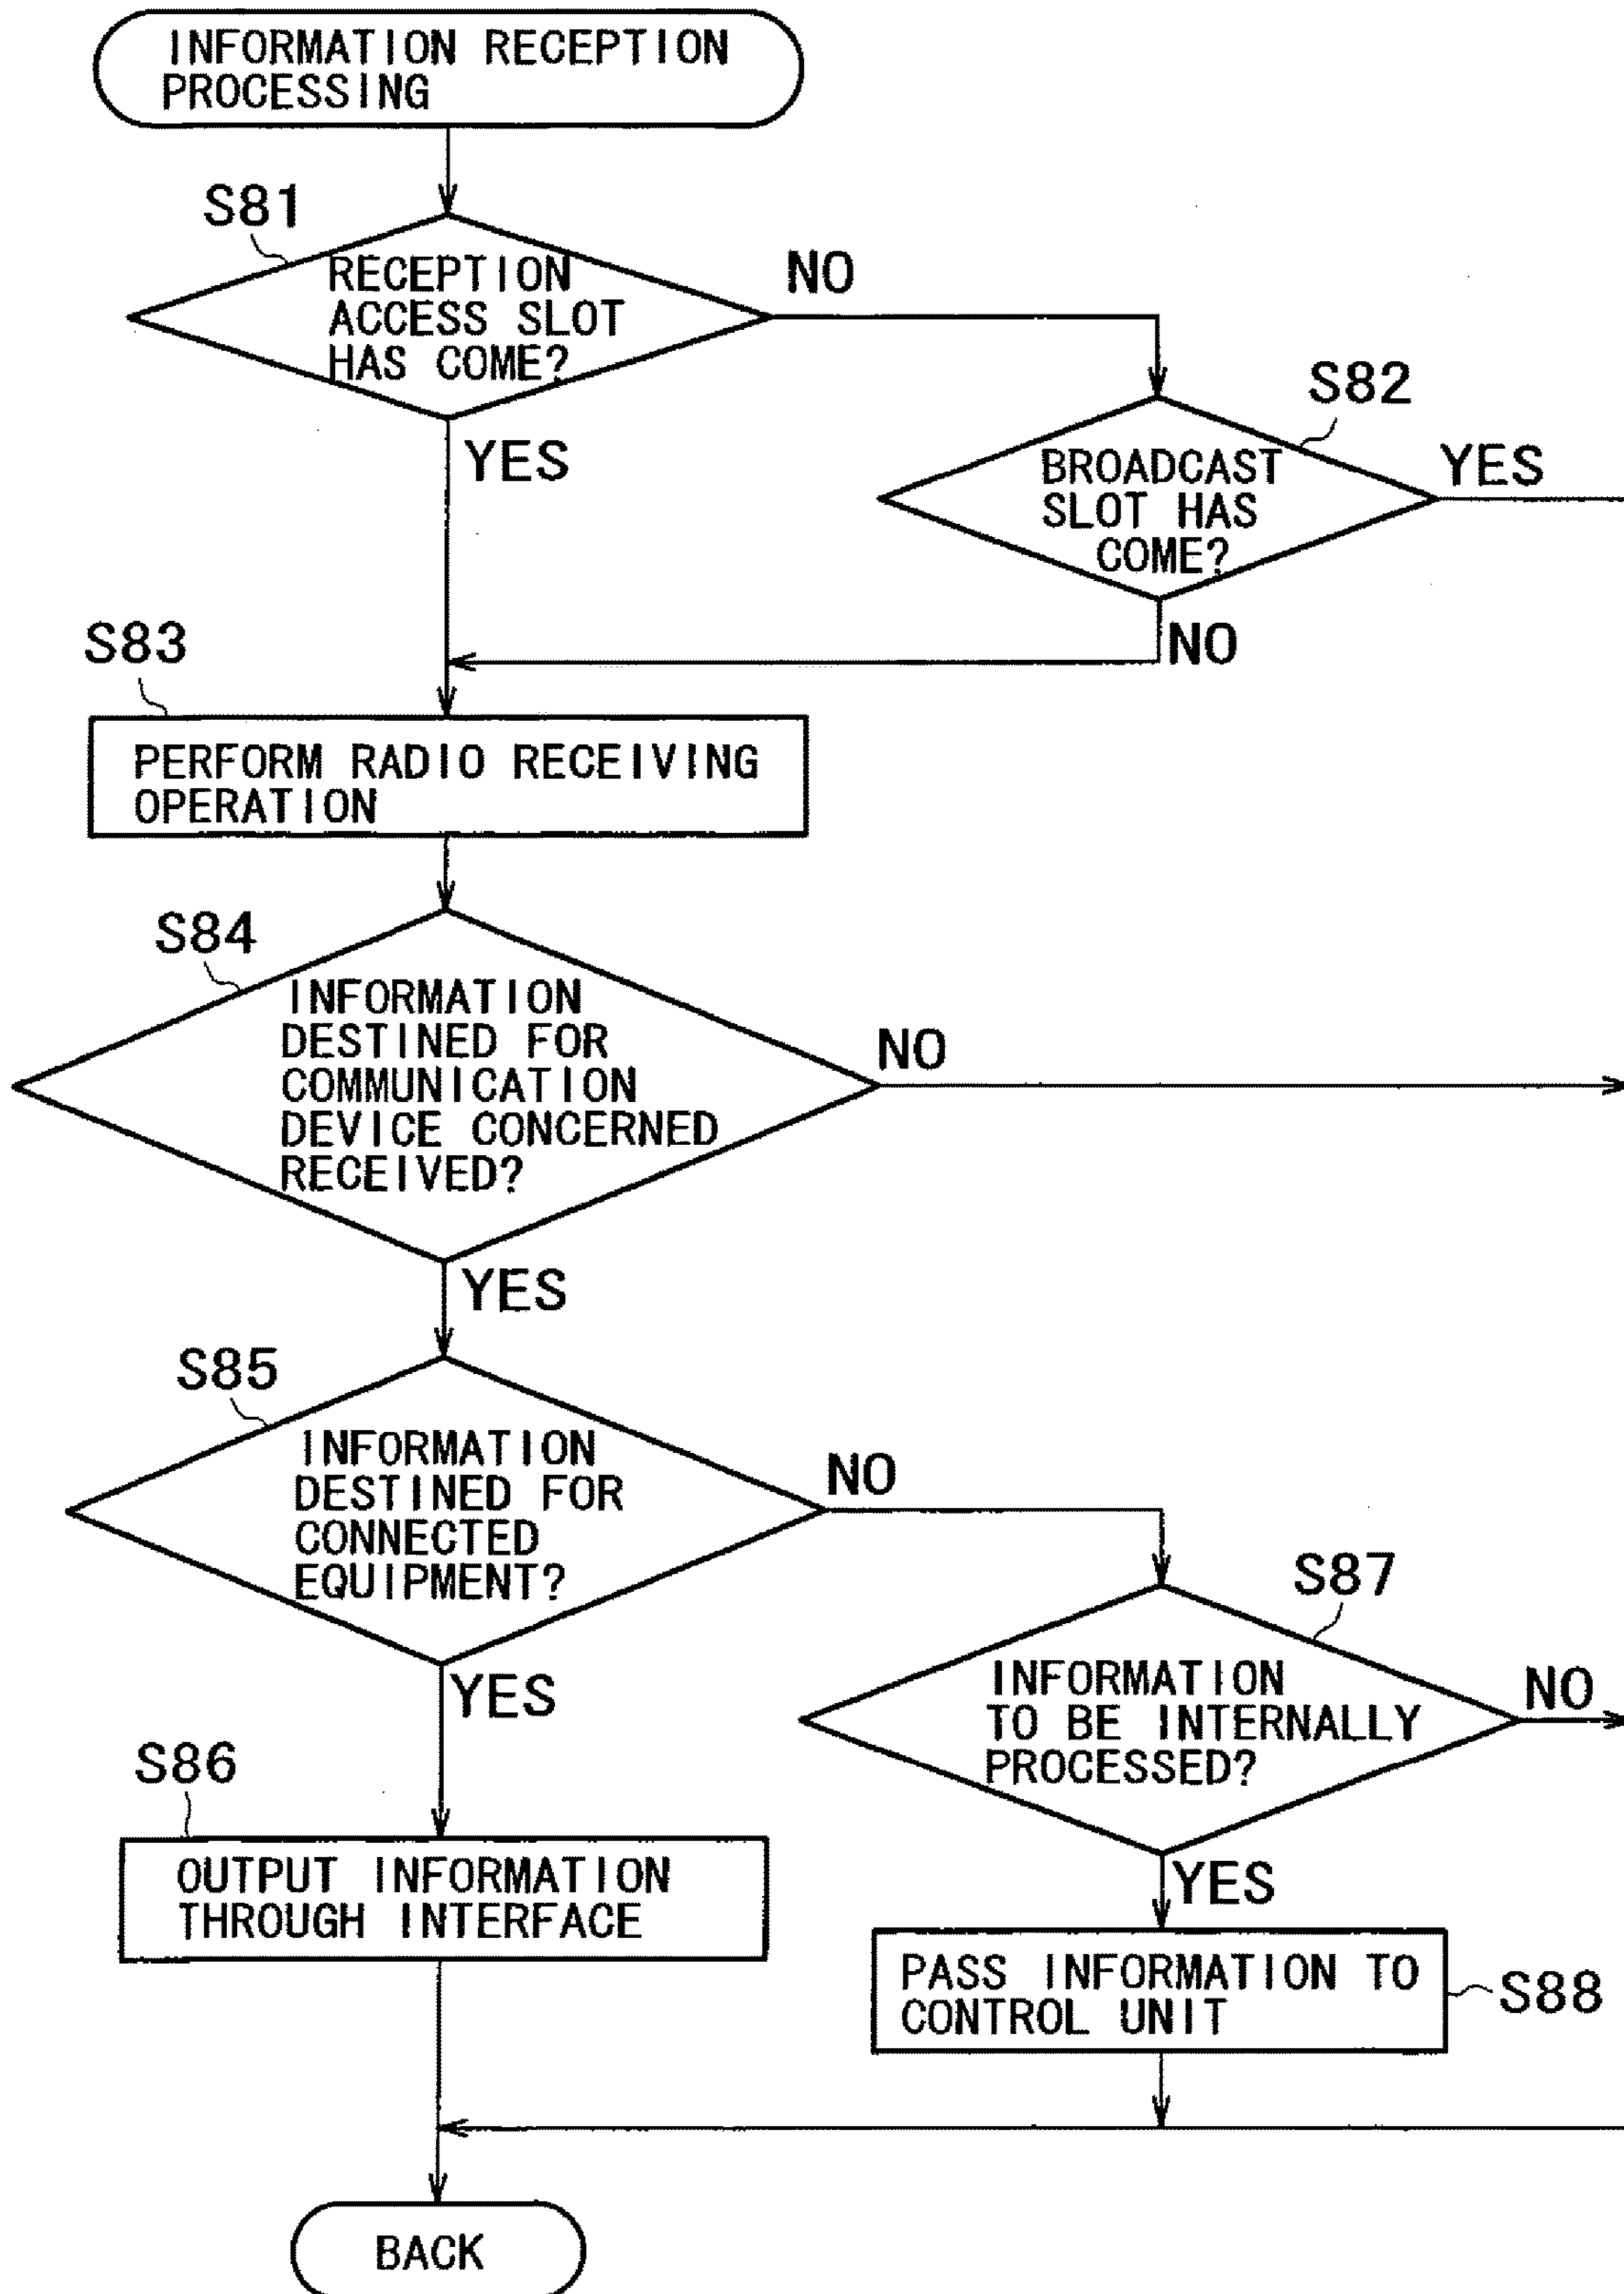 INFORMATION RECEPTION
PROCESSING
S81
RECEPTION
ACCESS SLOT
HAS COME?
NO
YES
S82
BROADCAST
SLOT HAS
COME?
YES
NO
S83
PERFORM RADIO RECEIVING
OPERATION
S84
INFORMATION
DESTINED FOR
COMMUNICATION
DEVICE CONCERNED
RECEIVED?
NO
YES
S85
INFORMATION
DESTINED FOR
CONNECTED
EQUIPMENT?
NO
YES
S87
INFORMATION
TO BE INTERNALLY
PROCESSED?
NO
YES
S86
OUTPUT INFORMATION
THROUGH INTERFACE
PASS INFORMATION TO
CONTROL UNIT
S88
BACK